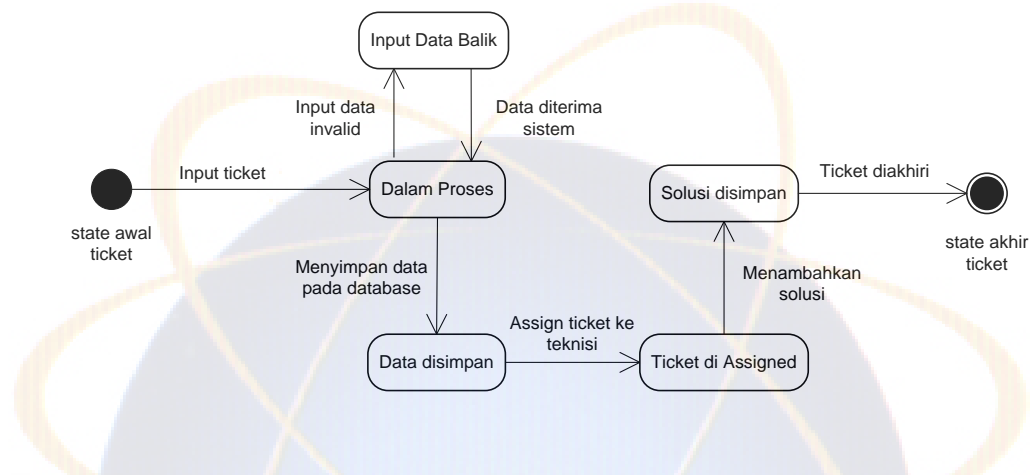 Input Data Balik
Input data
invalid
Data diterima
sistem
Input ticket
Dalam Proses
Solusi disimpan
Ticket diakhiri
state awal
ticket
state akhir
ticket
Menyimpan data
pada database
Menambahkan
solusi
Assign ticket ke
teknisi
Data disimpan
Ticket di Assigned